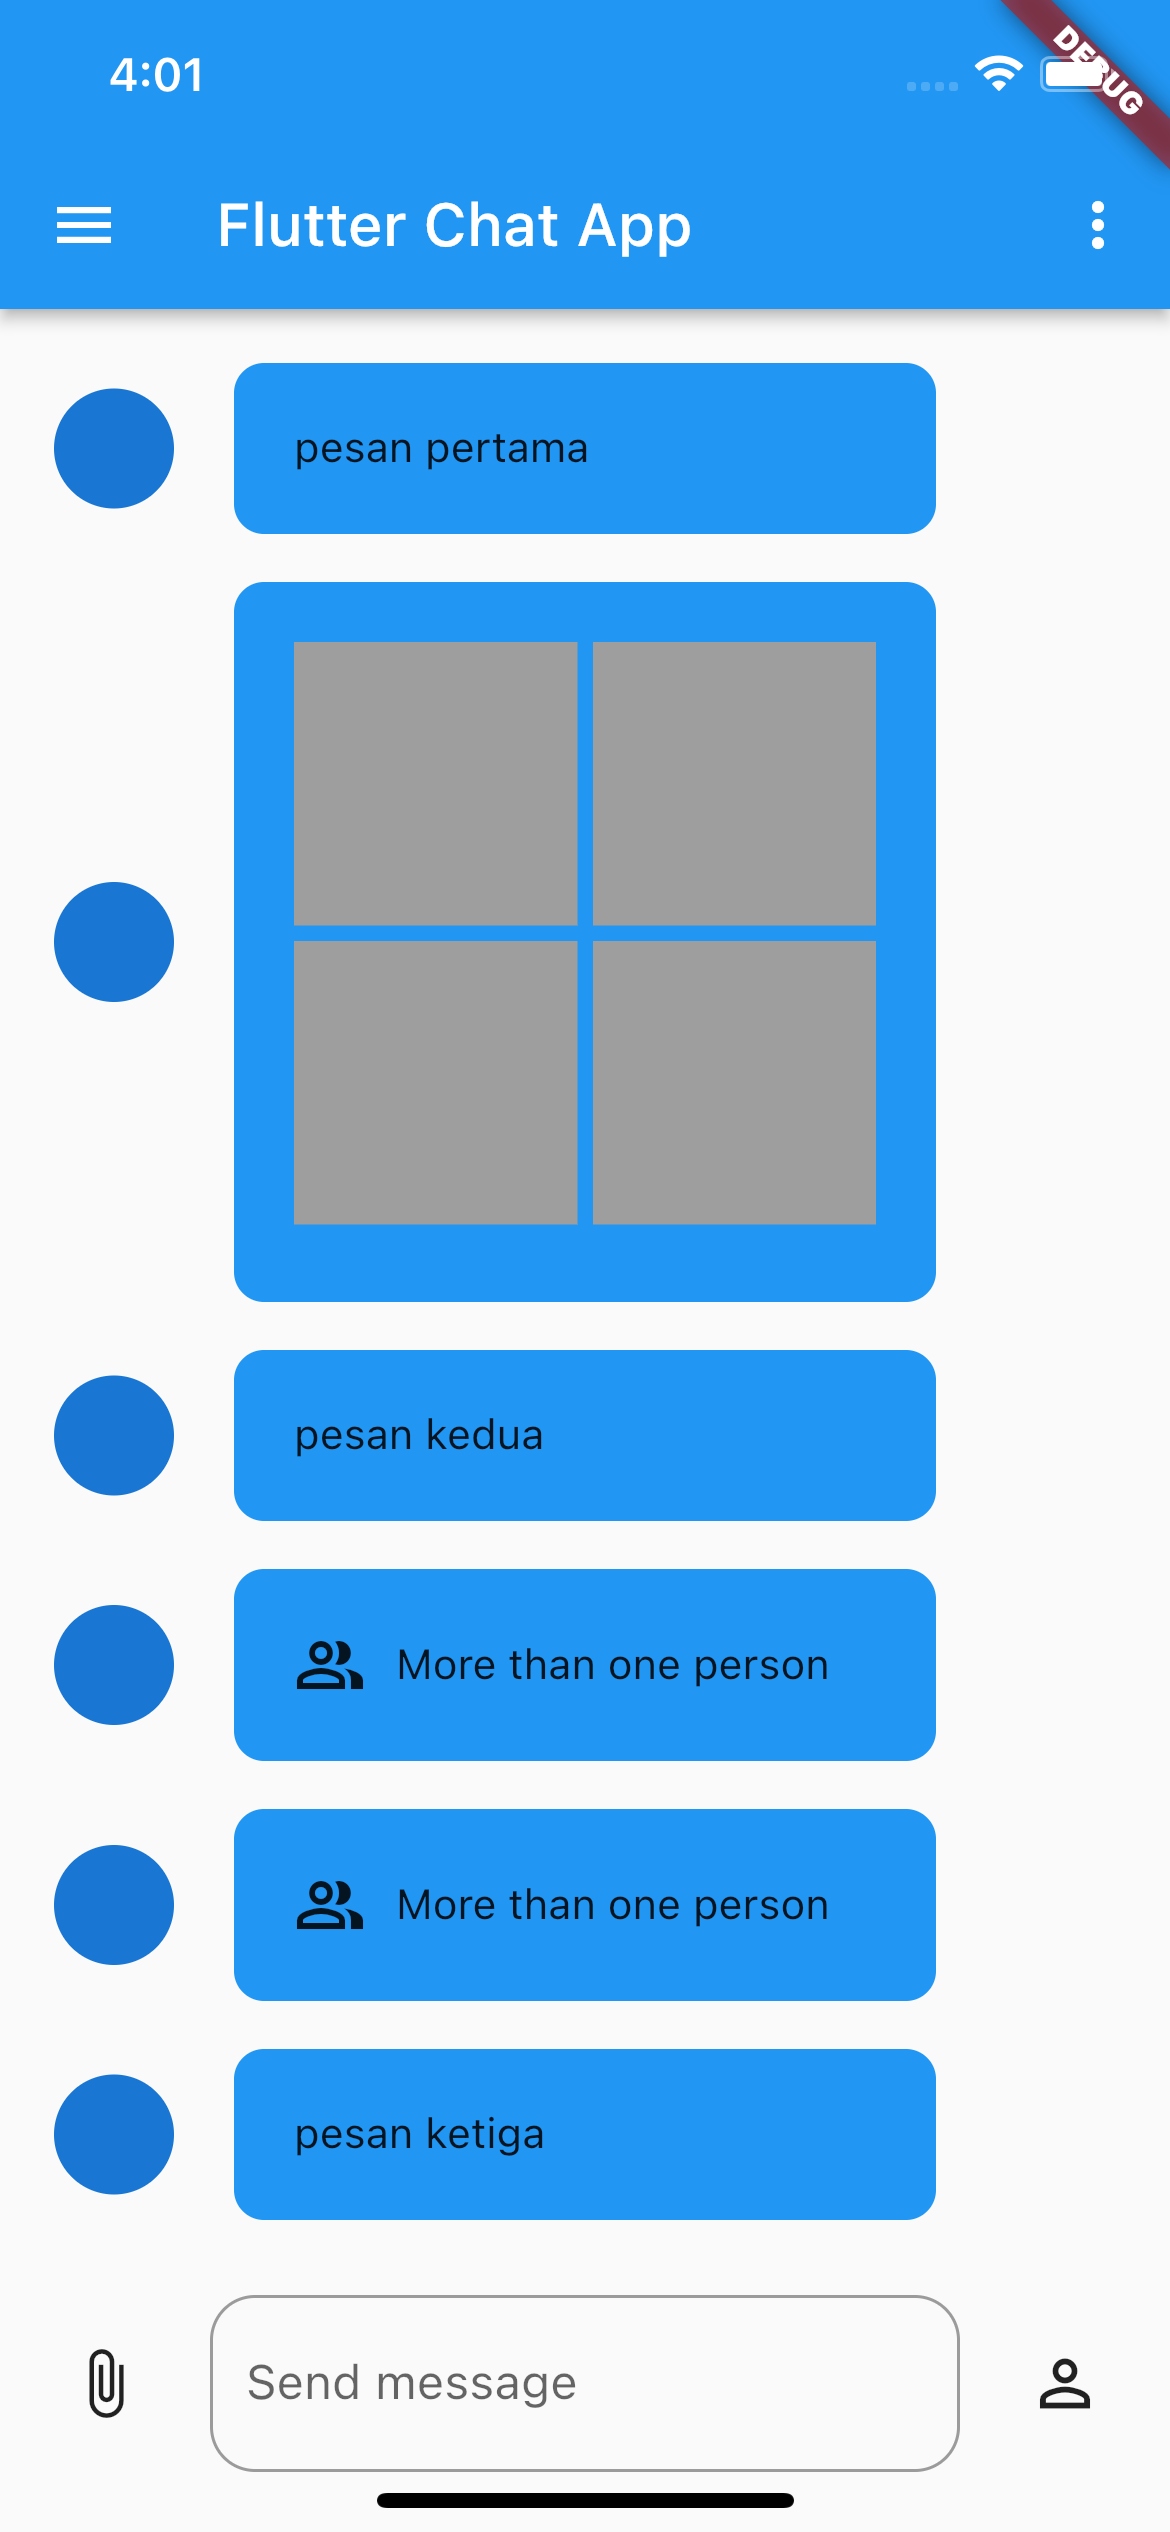 4:01
DEBUG
Flutter Chat App
pesan pertama
pesan kedua
More than one person
More than one person
pesan ketiga
Send message